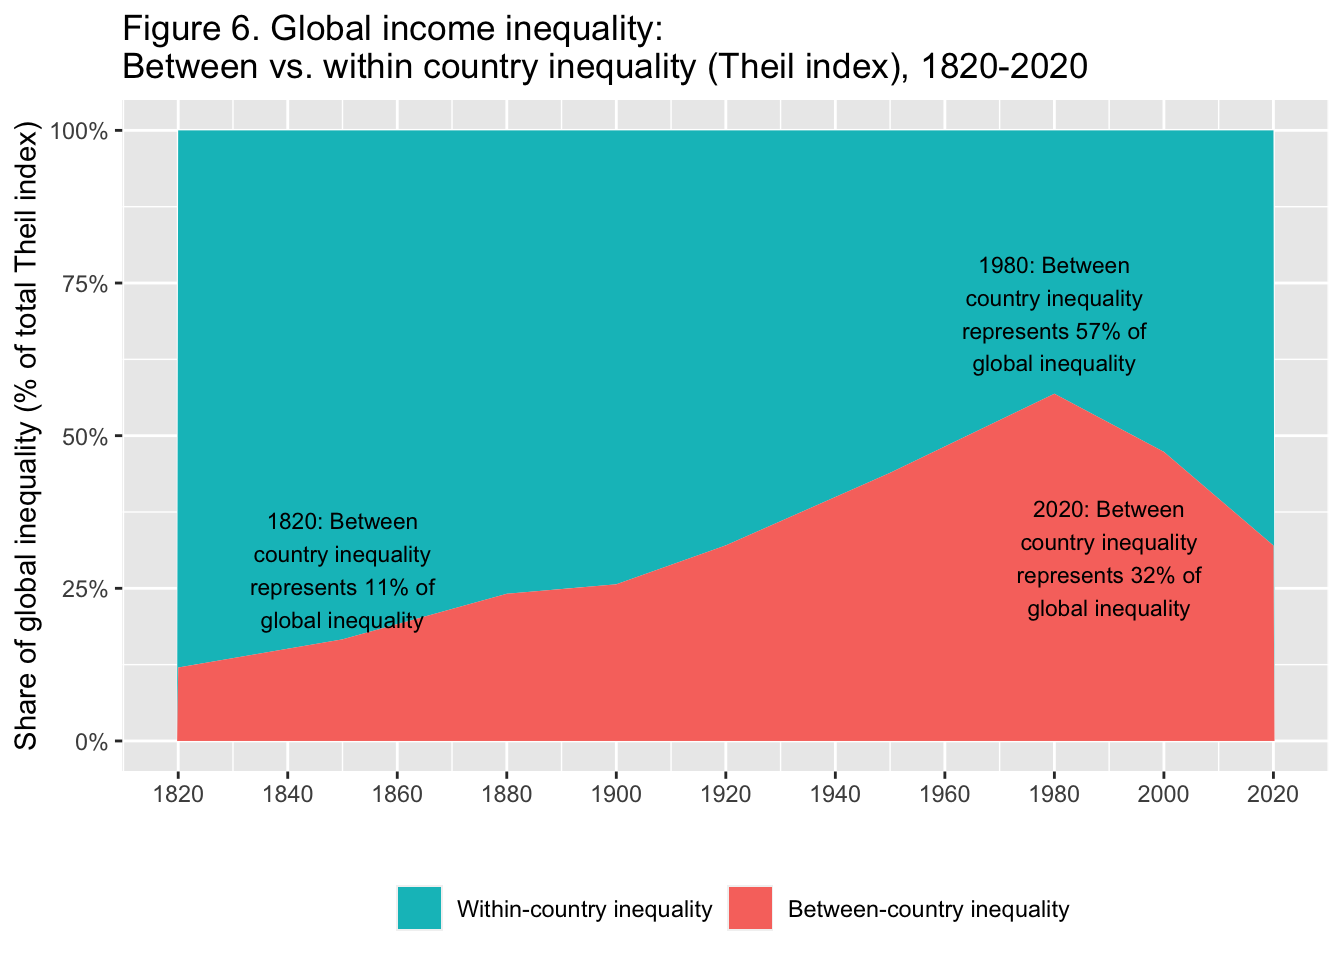 Figure 6. Global income inequality:
Between vs. within country inequality (Theil index), 1820-2020
Share of global inequality (% of total Theil index)
100%
75%
50%
25%
0%
1980: Between
country inequality
represents 57% of
global inequality
1820: Between
country inequality
represents 11% of
global inequality
2020: Between
country inequality
represents 32% of
global inequality
1820 1840 1860 1880 1900 1920 1940 1960 1980 2000 2020
Within-country inequality Between-country inequality